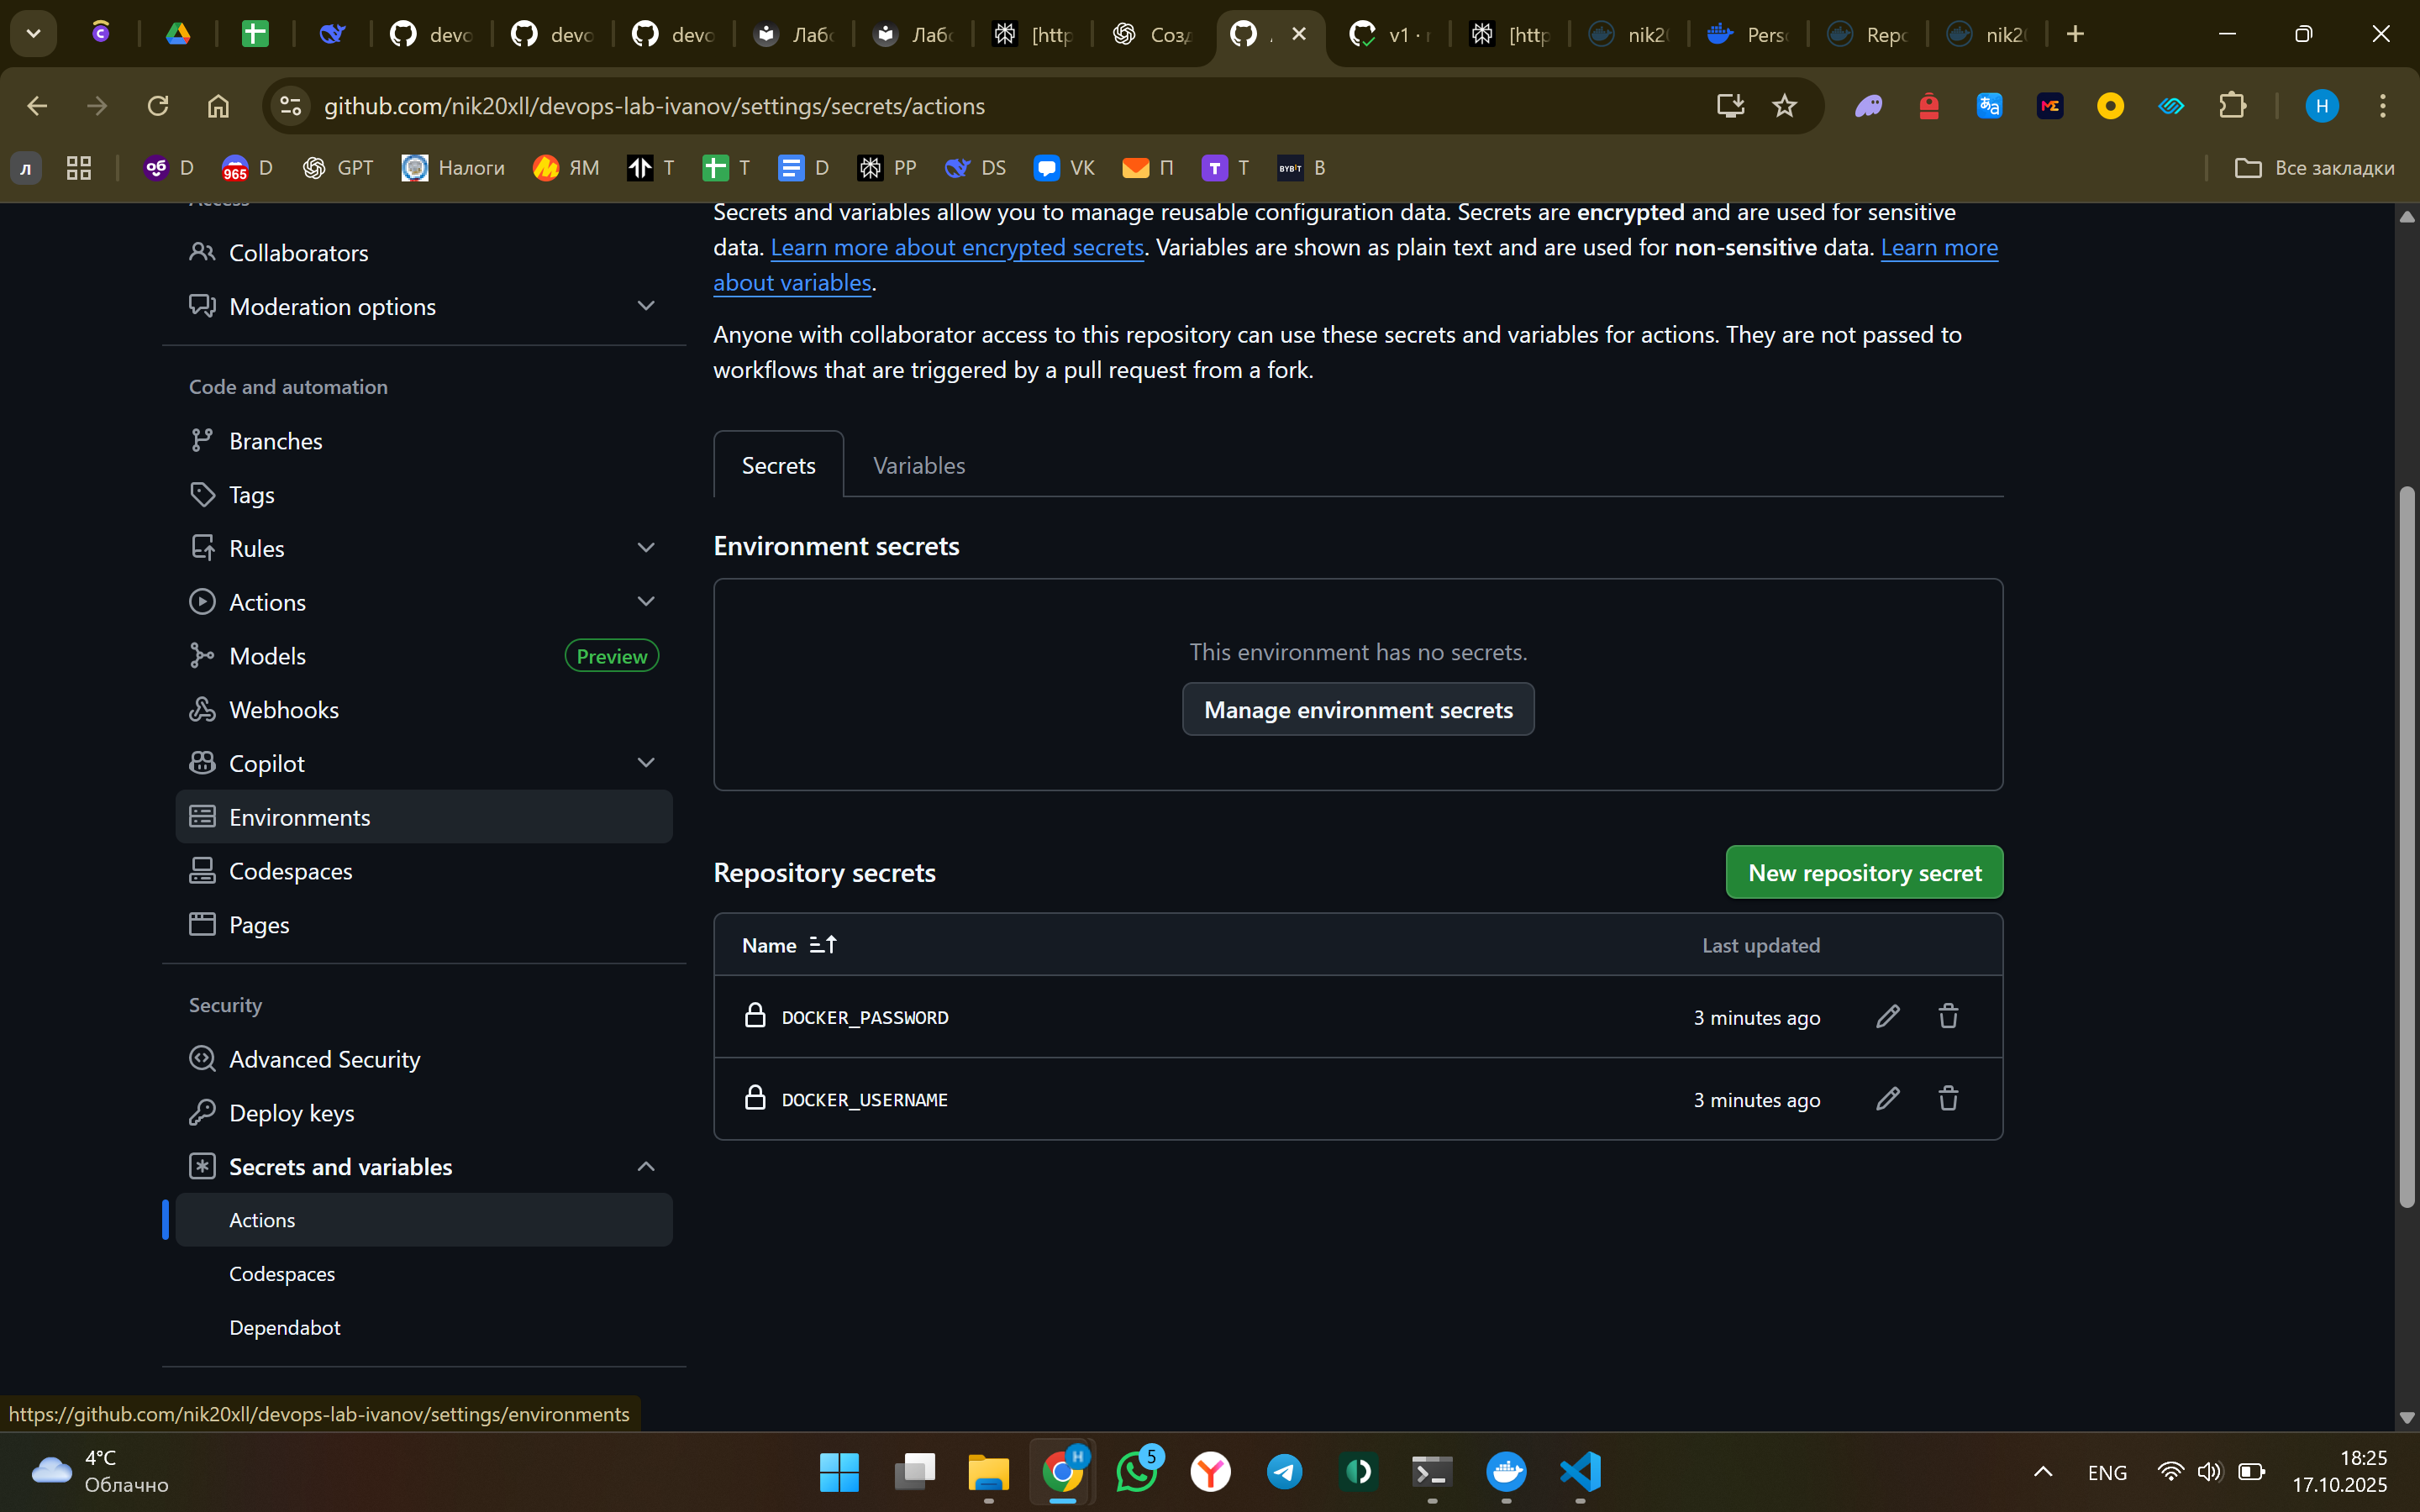 devo
devo
devo
Лаб
Лаб
[http
Созд
v1 ·
[http
nik20
Pers
Repo
nik2
github.com/nik20xll/devops-lab-ivanov/settings/secrets/actions
H
л
об
D
965
D
GPT
Налоги
ЯМ
T
T
D
PP
DS
VK
П
T
T
BYBIT
B
Все закладки
Access
Collaborators
Moderation options
Code and automation
Branches
Tags
Rules
Actions
Models
Preview
Webhooks
Copilot
Environments
Codespaces
Pages
Security
Advanced Security
Deploy keys
Secrets and variables
Actions
Codespaces
Dependabot
Secrets and variables allow you to manage reusable configuration data. Secrets are encrypted and are used for sensitive
data. Learn more about encrypted secrets. Variables are shown as plain text and are used for non-sensitive data. Learn more
about variables.
Anyone with collaborator access to this repository can use these secrets and variables for actions. They are not passed to
workflows that are triggered by a pull request from a fork.
Secrets
Variables
Environment secrets
This environment has no secrets.
Manage environment secrets
Repository secrets
New repository secret
Name
Last updated
DOCKER_PASSWORD
3 minutes ago
DOCKER_USERNAME
3 minutes ago
https://github.com/nik20xll/devops-lab-ivanov/settings/environments
4°C
Облачно
H
5
ENG
18:25
17.10.2025